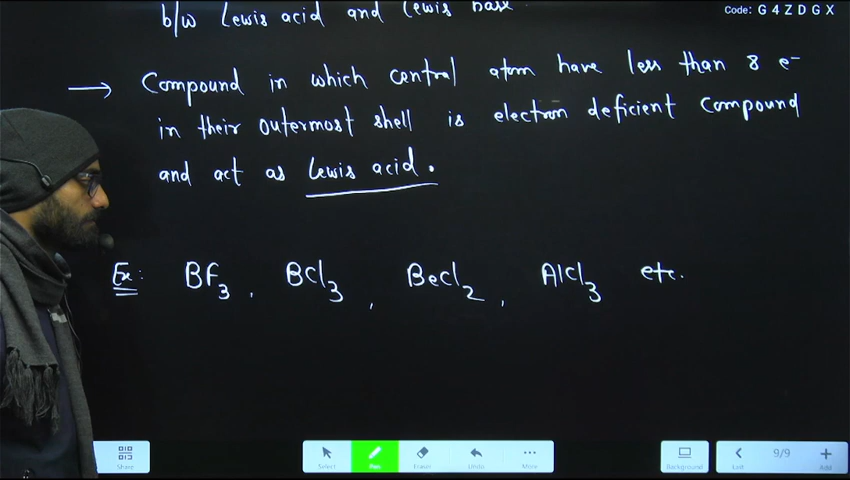 Code: G4ZDGX
b/w Lewis acid and Lewis base
→ Compound in which central atom have less than 8 e-
in their outermost shell is electron deficient compound
and act as Lewis acid.
Ex: BF3, BCl3, BeCl2, AlCl3 etc.
Share
Select Pen Eraser Undo More
Background
9/9
Add